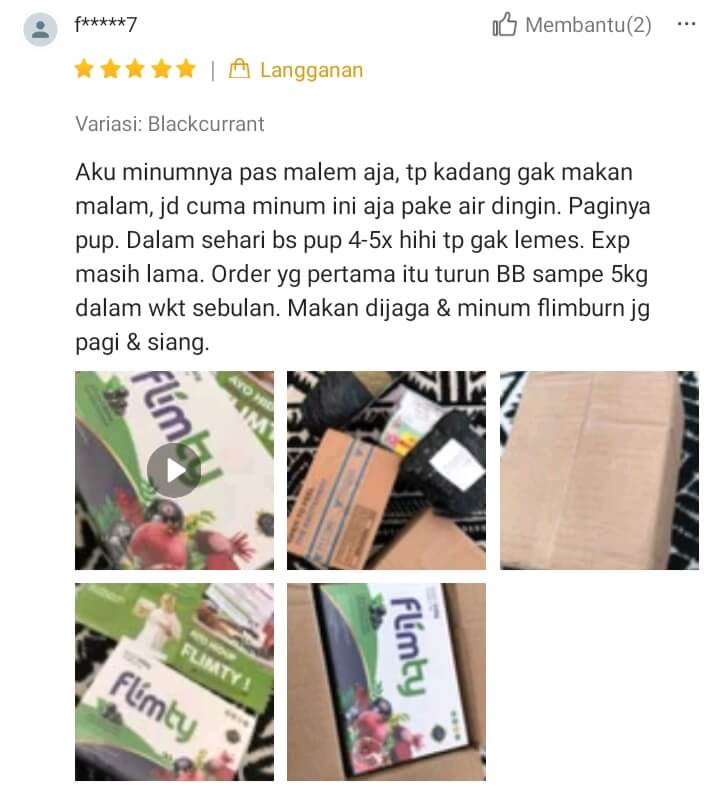 f*****7
Membantu(2)
Langganan
Variasi: Blackcurrant
Aku minumnya pas malem aja, tp kadang gak makan
malam, jd cuma minum ini aja pake air dingin. Paginya
pup. Dalam sehari bs pup 4-5x hihi tp gak lemes. Exp
masih lama. Order yg pertama itu turun BB sampe 5kg
dalam wkt sebulan. Makan dijaga & minum flimburn jg
pagi & siang.
flimty
AYO HID
FLIMT
AYO HIDUP
FLIMTY !
flimty
flimty